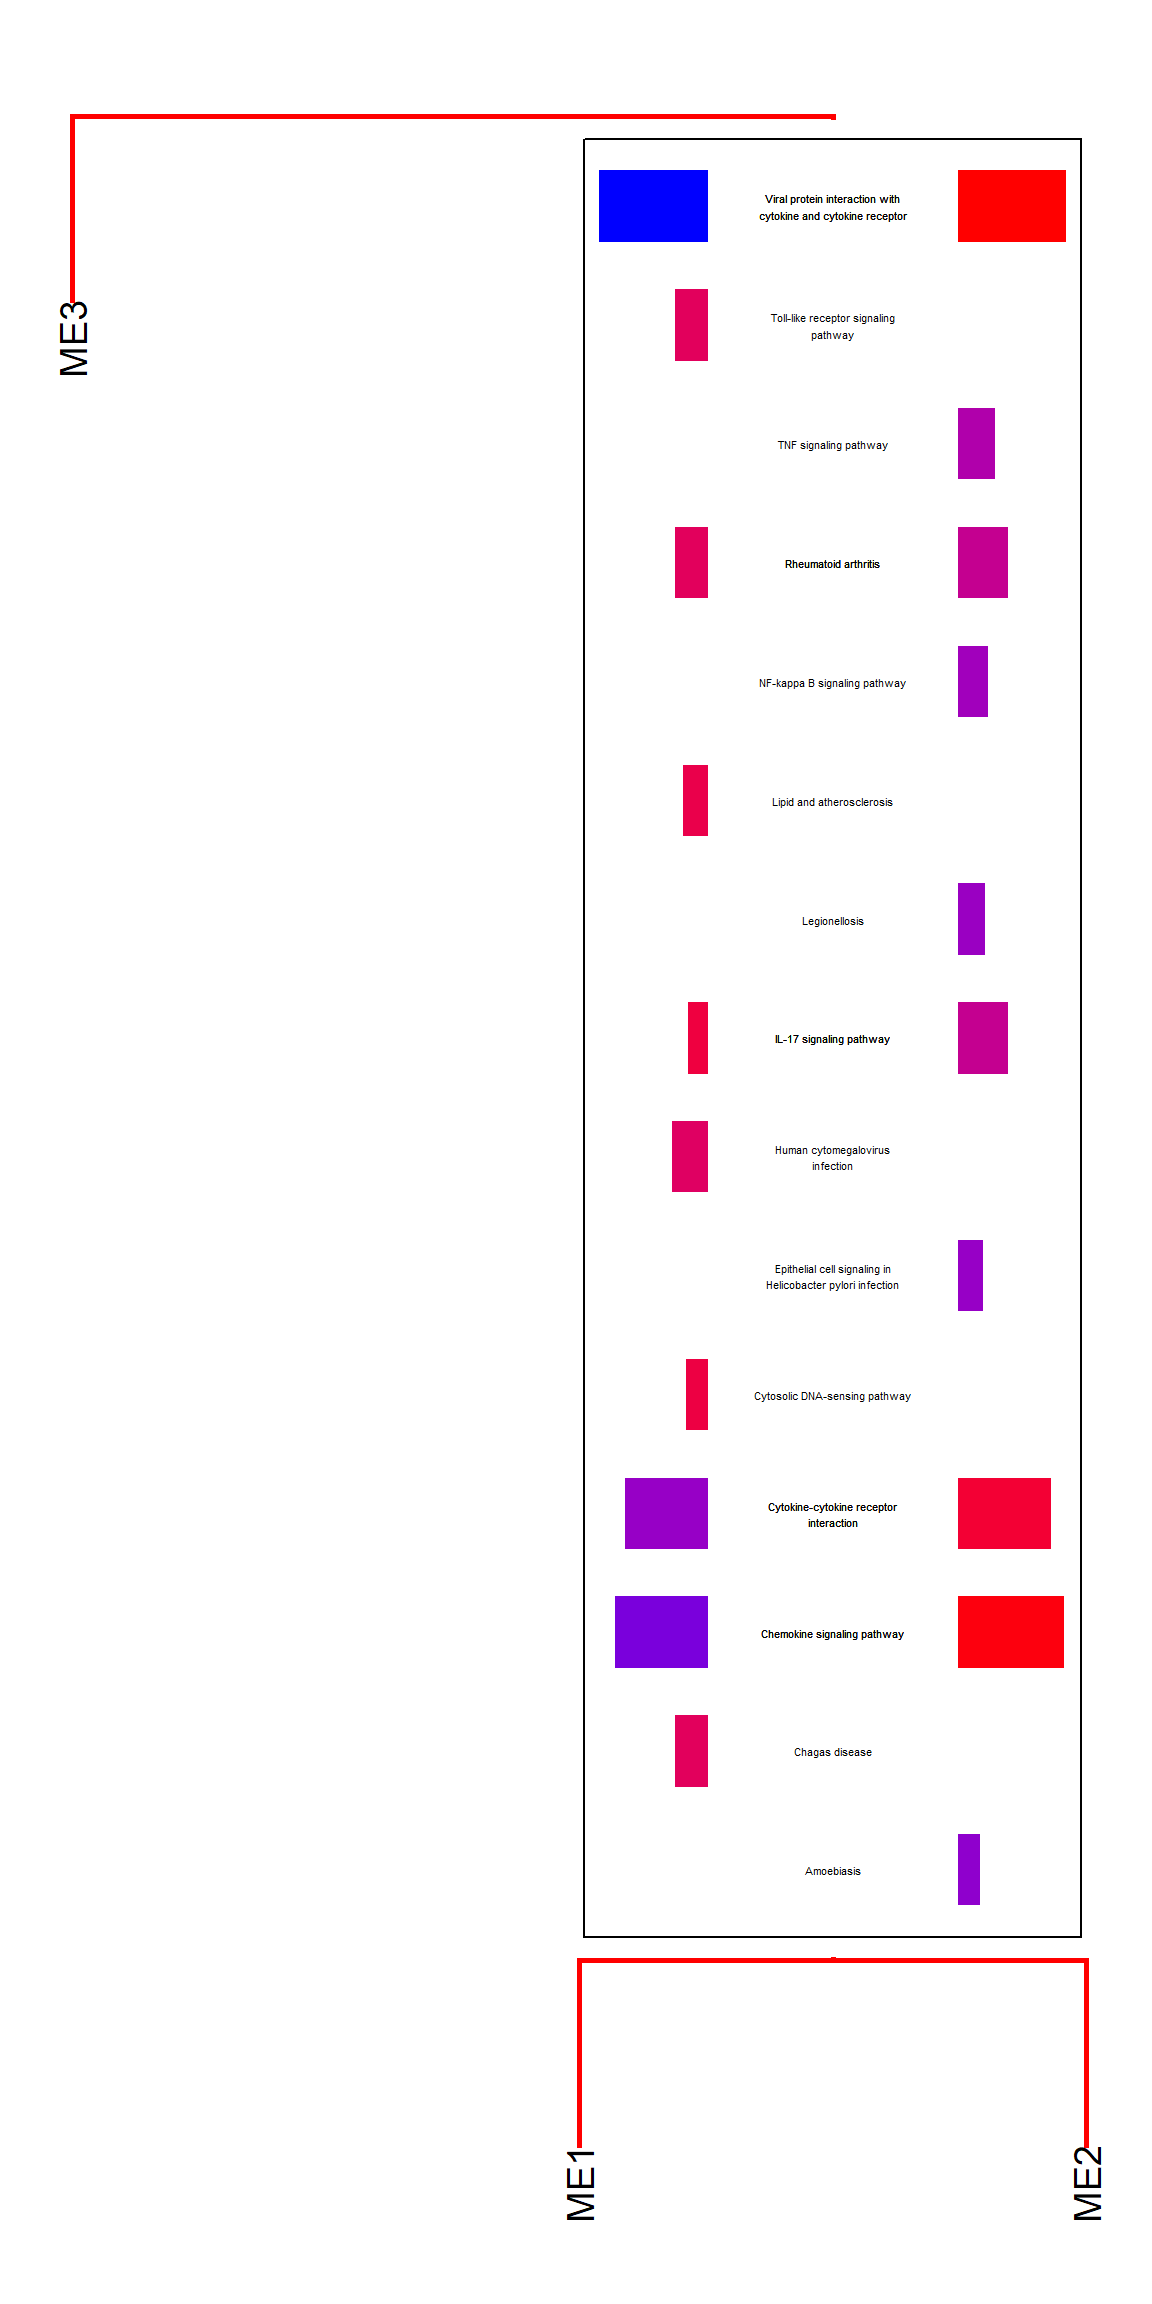 ME3
Viral protein interaction with
cytokine and cytokine receptor
Toll-like receptor signaling
pathway
TNF signaling pathway
Rheumatoid arthritis
NF-kappa B signaling pathway
Lipid and atherosclerosis
Legionellosis
IL-17 signaling pathway
Human cytomegalovirus
infection
Epithelial cell signaling in
Helicobacter pylori infection
Cytosolic DNA-sensing pathway
Cytokine-cytokine receptor
interaction
Chemokine signaling pathway
Chagas disease
Amoebiasis
ME1
ME2